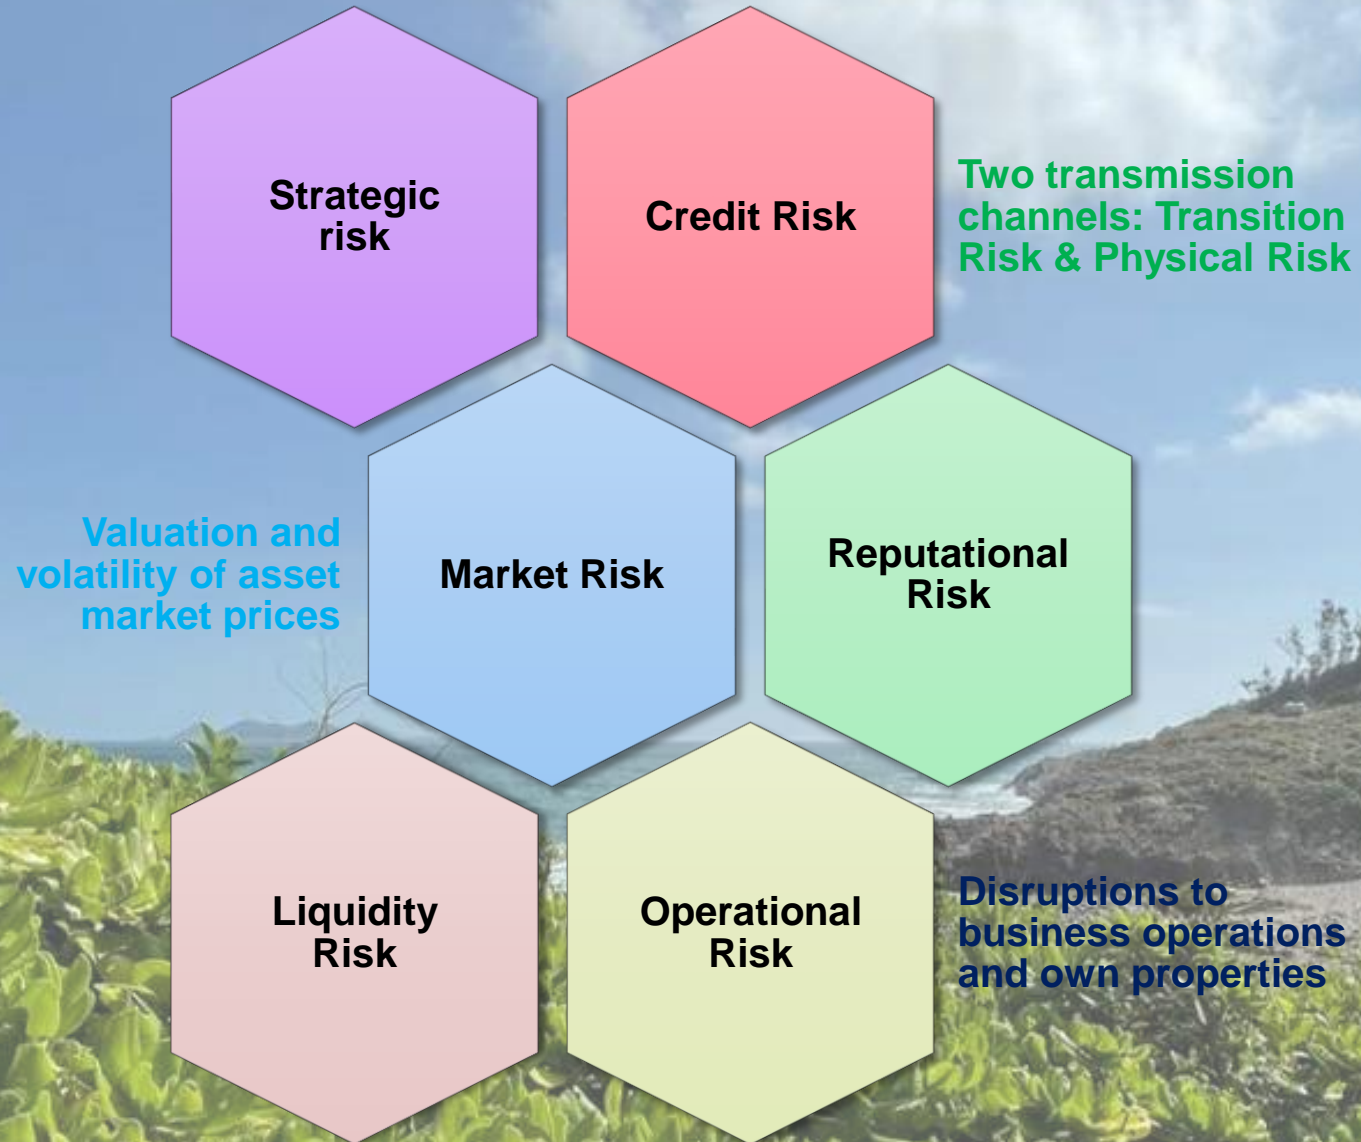 Strategic
risk
Credit Risk
Two transmission
channels: Transition
Risk & Physical Risk
Valuation and
volatility of asset
market prices
Market Risk
Reputational
Risk
Liquidity
Risk
Operational
Risk
Disruptions to
business operations
and own properties